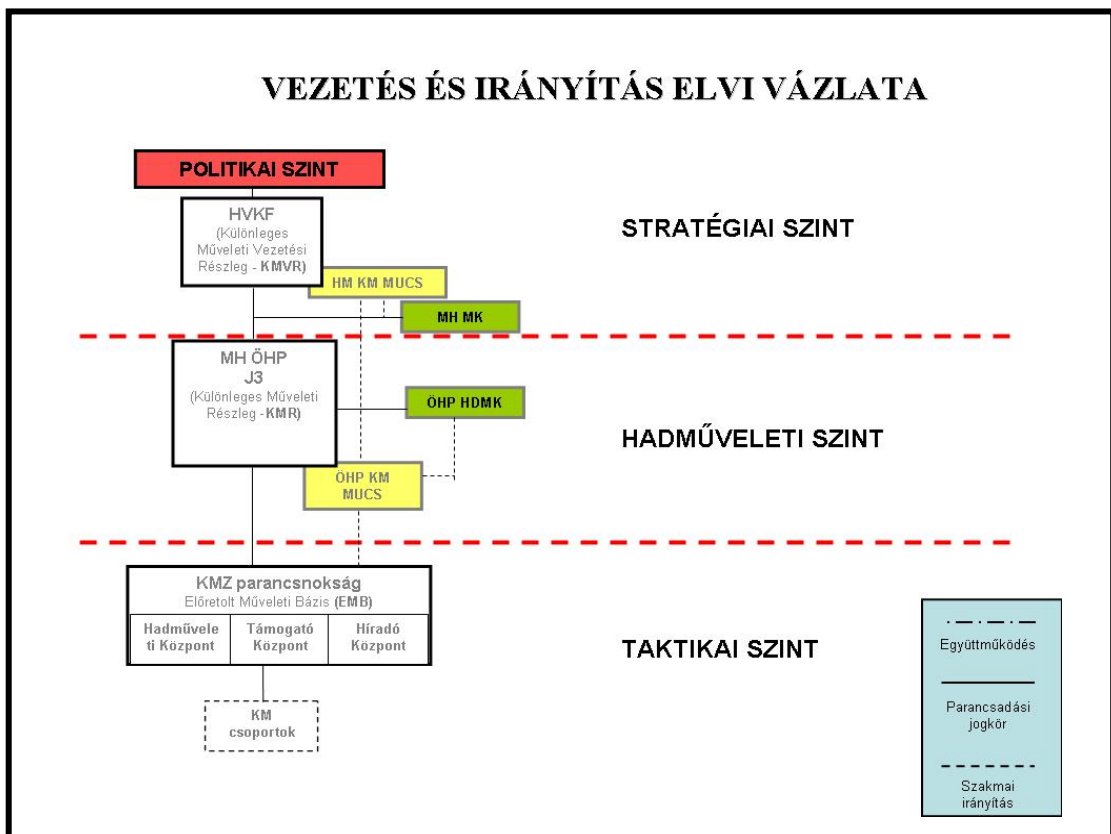 VEZETÉS ÉS IRÁNYÍTÁS ELVI VÁZLATA
POLITIKAI SZINT
HVKF
(Különleges
Műveleti Vezetési
Részleg - KMVR)
STRATÉGIAI SZINT
HM KM MUCS
MH MK
MH ÖHP
J3
(Különleges Műveleti
Részleg -KMR)
ÖHP HDMK
HADMŰVELETI SZINT
ÖHP KM
MUCS
KMZ parancsnokság
Előretolt Műveleti Bázis (EMB)
Hadművele
ti Központ
Támogató
Központ
Híradó
Központ
TAKTIKAI SZINT
KM
csoportok
Együttműködés
Parancsadási
jogkör
Szakmai
irányítás